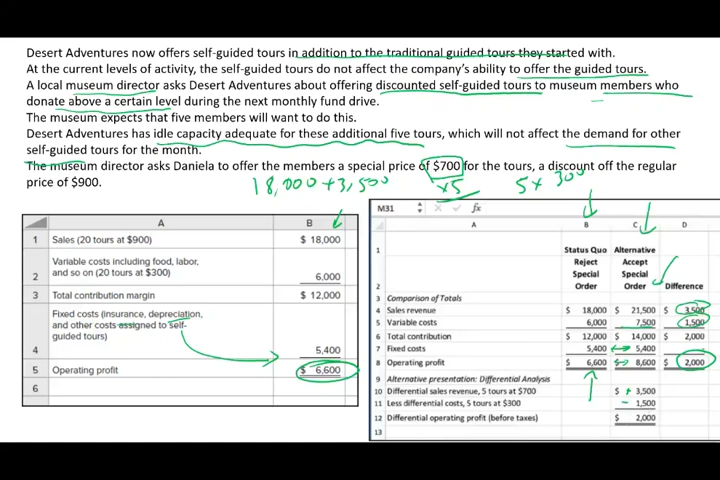 Desert Adventures now offers self-guided tours in addition to the traditional guided tours they started with.
At the current levels of activity, the self-guided tours do not affect the company's ability to offer the guided tours.
A local museum director asks Desert Adventures about offering discounted self-guided tours to museum members who
donate above a certain level during the next monthly fund drive.
The museum expects that five members will want to do this.
Desert Adventures has idle capacity adequate for these additional five tours, which will not affect the demand for other
self-guided tours for the month.
The museum director asks Daniela to offer the members a special price of $700 for the tours, a discount off the regular
price of $900.
18,000 + 3,500
x5
5 x 300
A B
1 Sales (20 tours at $900) $ 18,000
Variable costs including food, labor,
2 and so on (20 tours at $300) 6,000
3 Total contribution margin $ 12,000
Fixed costs (insurance, depreciation,
and other costs assigned to self-
4 guided tours) 5,400
5 Operating profit $ 6,600
6
M31 fx
A B C D
1 Status Quo Alternative
Reject Accept
Special Special
2 Order Order Difference
3 Comparison of Totals
4 Sales revenue $ 18,000 $ 21,500 $ 3,500
5 Variable costs 6,000 7,500 1,500
6 Total contribution $ 12,000 $ 14,000 $ 2,000
7 Fixed costs 5,400 5,400
8 Operating profit $ 6,600 $ 8,600 $ 2,000
9 Alternative presentation: Differential Analysis
10 Differential sales revenue, 5 tours at $700 $ + 3,500
11 Less differential costs, 5 tours at $300 - 1,500
12 Differential operating profit (before taxes) $ 2,000
13